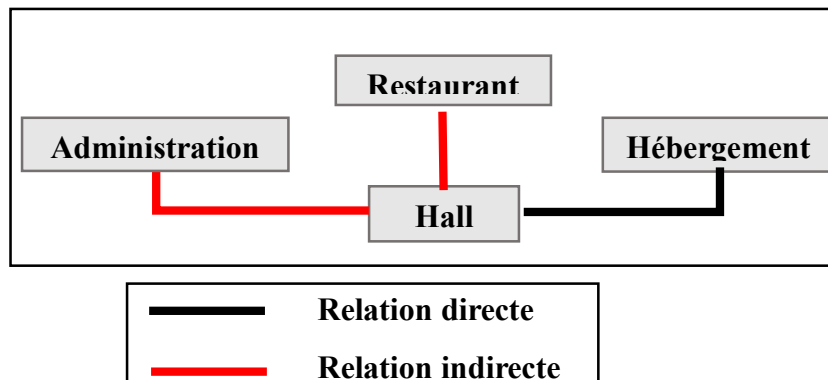 Restaurant
Administration
Hébergement
Hall
Relation directe
Relation indirecte